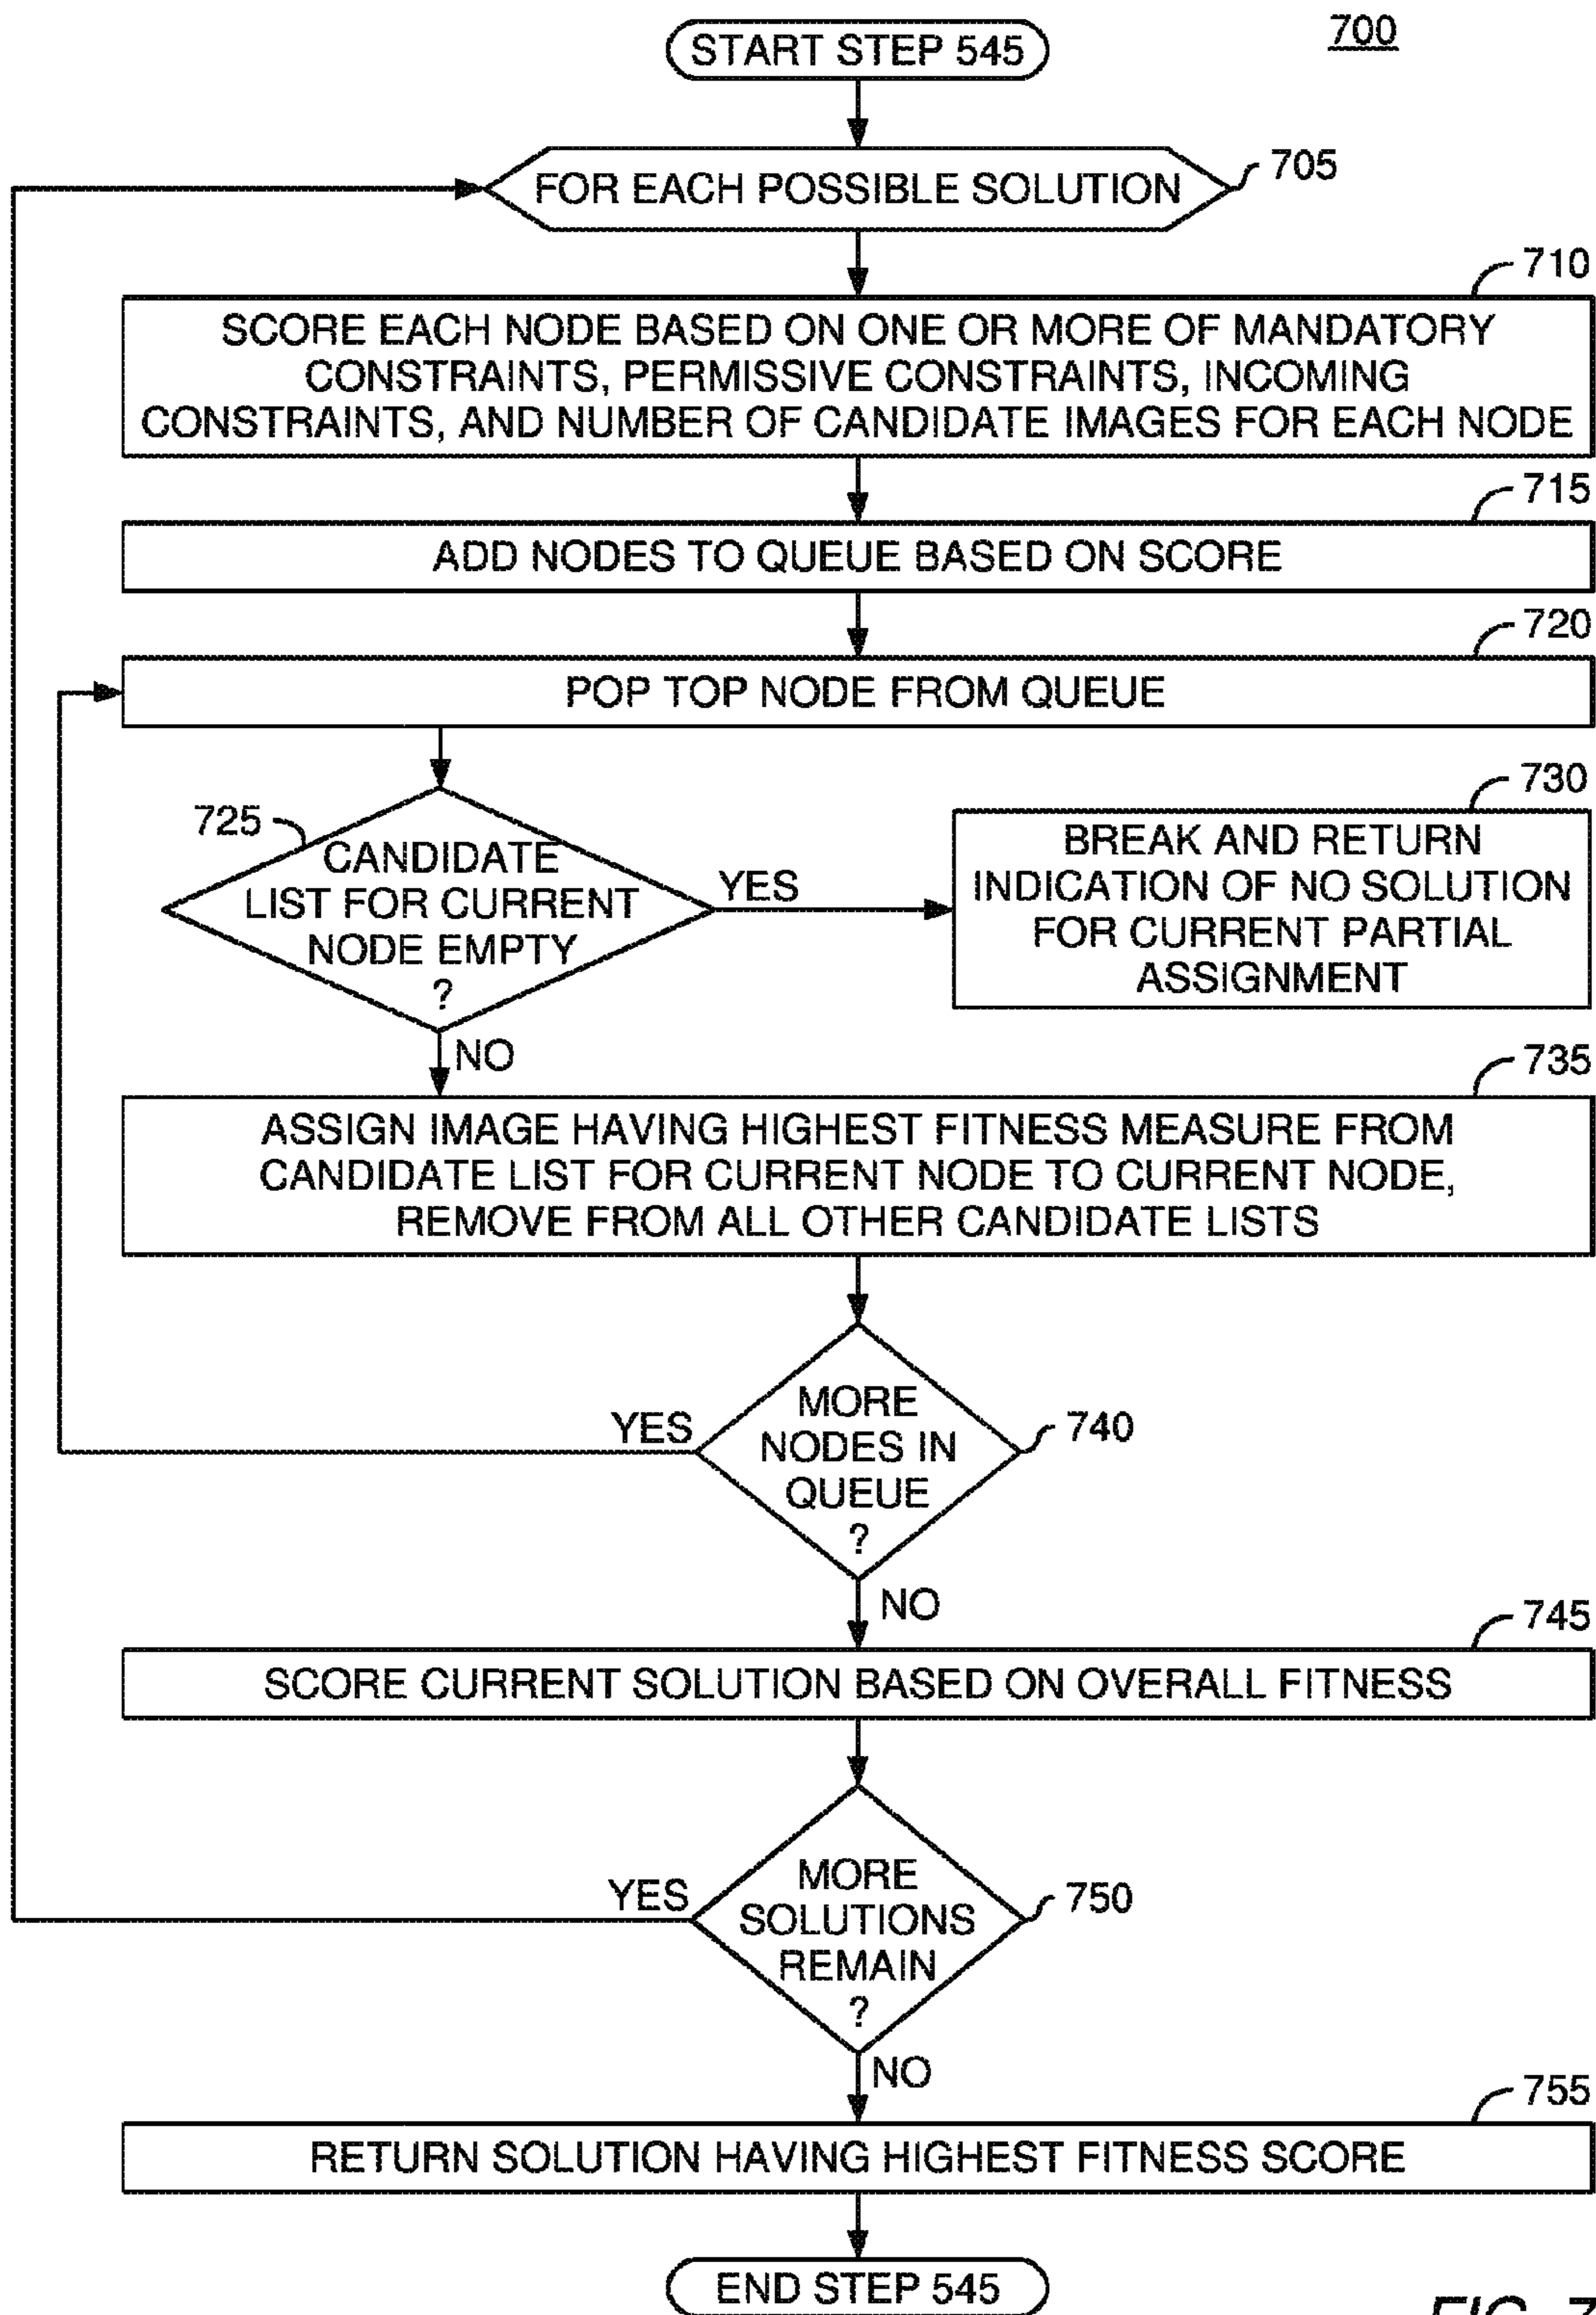 700
START STEP 545
FOR EACH POSSIBLE SOLUTION
705
710
SCORE EACH NODE BASED ON ONE OR MORE OF MANDATORY
CONSTRAINTS, PERMISSIVE CONSTRAINTS, INCOMING
CONSTRAINTS, AND NUMBER OF CANDIDATE IMAGES FOR EACH NODE
715
ADD NODES TO QUEUE BASED ON SCORE
720
POP TOP NODE FROM QUEUE
725
CANDIDATE
LIST FOR CURRENT
NODE EMPTY
?
YES
730
BREAK AND RETURN
INDICATION OF NO SOLUTION
FOR CURRENT PARTIAL
ASSIGNMENT
NO
735
ASSIGN IMAGE HAVING HIGHEST FITNESS MEASURE FROM
CANDIDATE LIST FOR CURRENT NODE TO CURRENT NODE,
REMOVE FROM ALL OTHER CANDIDATE LISTS
YES
MORE
NODES IN
QUEUE
?
740
NO
745
SCORE CURRENT SOLUTION BASED ON OVERALL FITNESS
YES
MORE
SOLUTIONS
REMAIN
?
750
NO
755
RETURN SOLUTION HAVING HIGHEST FITNESS SCORE
END STEP 545
FIG. 7